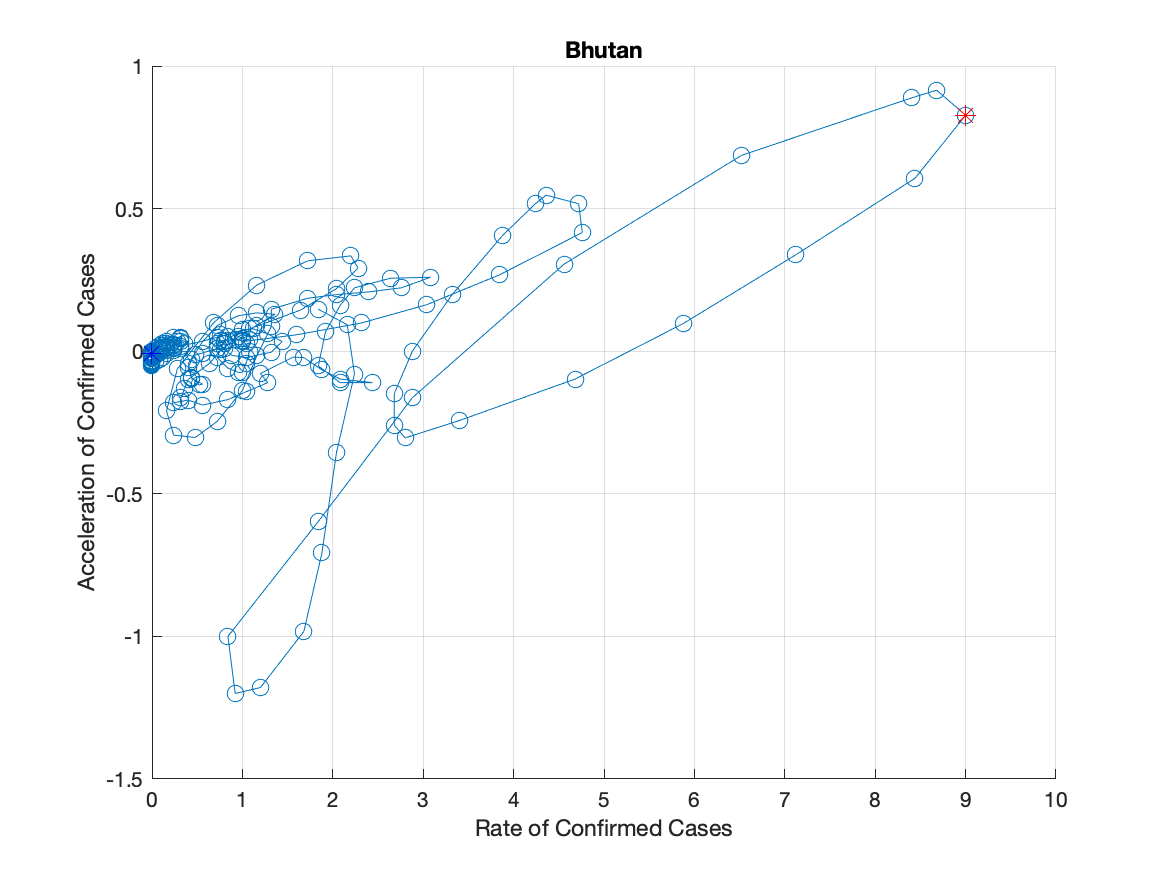 Bhutan
1
0.5
0
-0.5
-1
-1.5
Acceleration of Confirmed Cases
0 1 2 3 4 5 6 7 8 9 10
Rate of Confirmed Cases